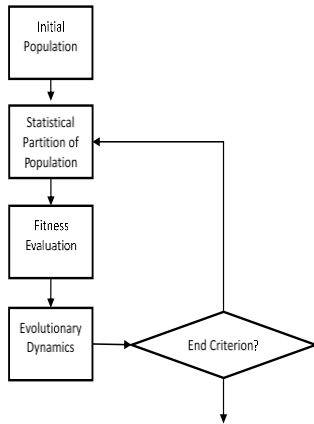 Initial
Population
Statistical
Partition of
Population
Fitness
Evaluation
Evolutionary
Dynamics
End Criterion?